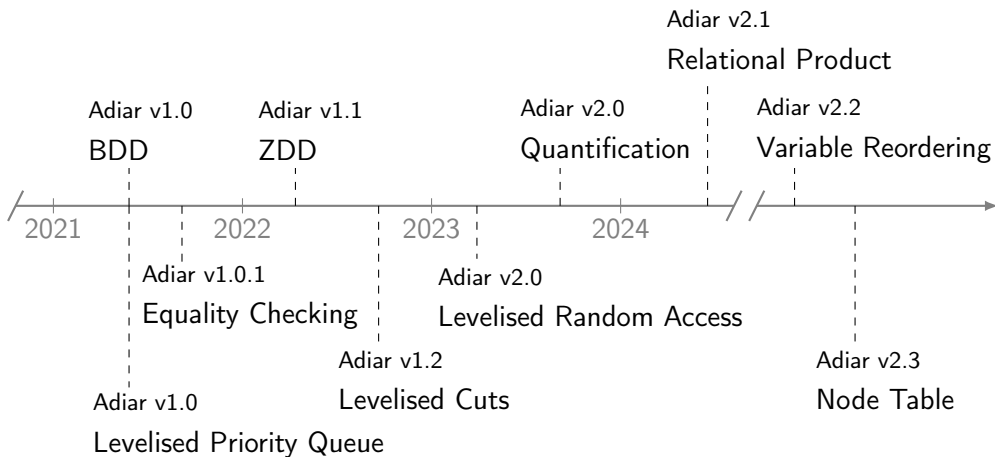 Adiar v2.1
Relational Product
Adiar v1.0
BDD
Adiar v1.1
ZDD
Adiar v2.0
Quantification
Adiar v2.2
Variable Reordering
2021
2022
2023
2024
Adiar v1.0.1
Equality Checking
Adiar v2.0
Levelised Random Access
Adiar v1.2
Levelised Cuts
Adiar v2.3
Node Table
Adiar v1.0
Levelised Priority Queue